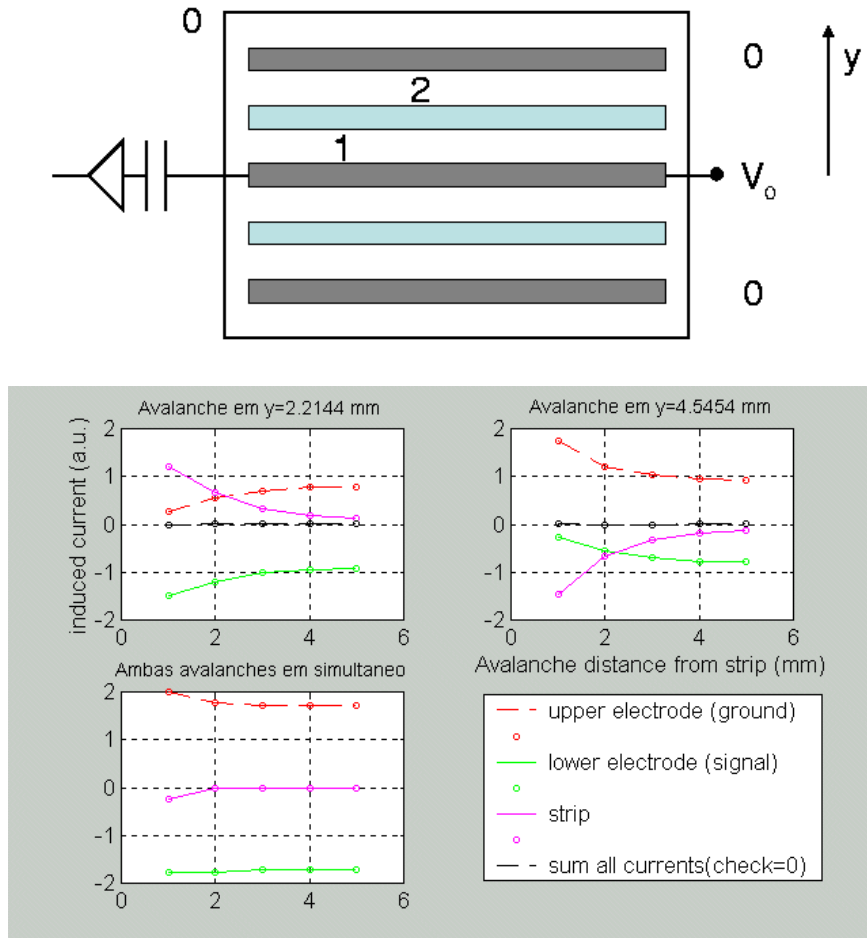 0
0
2
1
y
Vo
0
Avalanche em y=2.2144 mm
Avalanche em y=4.5454 mm
induced current (a.u.)
2
1
0
-1
-2
0
2
4
6
2
1
0
-1
-2
0
2
4
6
Ambas avalanches em simultaneo
Avalanche distance from strip (mm)
2
1
0
-1
-2
0
2
4
6
upper electrode (ground)
lower electrode (signal)
strip
sum all currents(check=0)